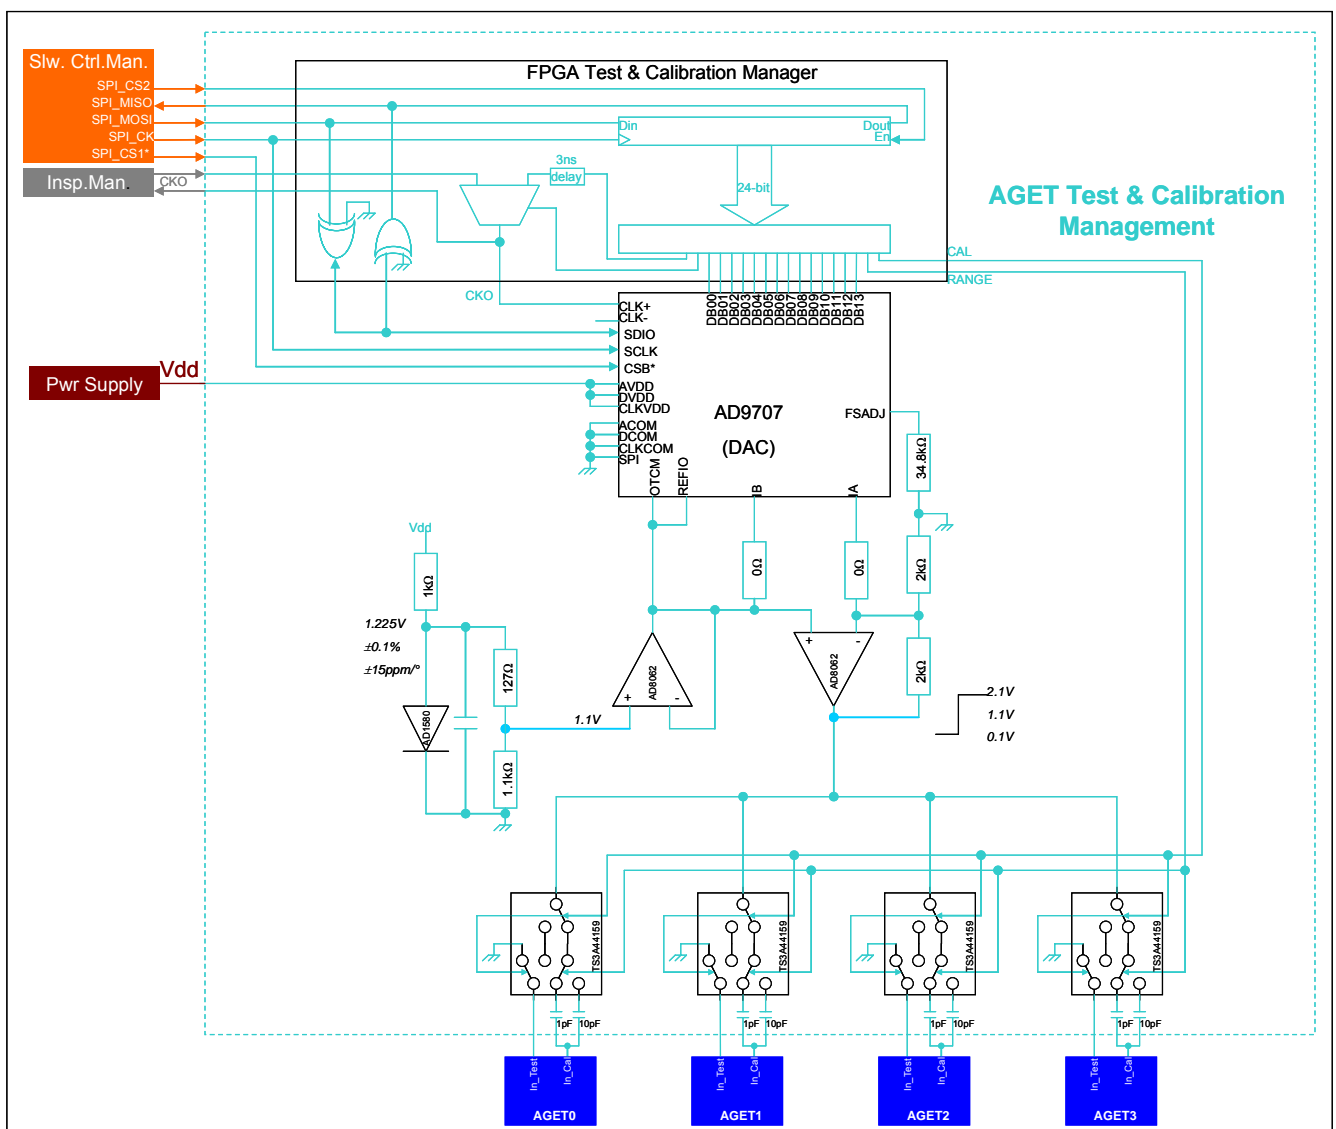 Slw. Ctrl.Man.
SPI_CS2
SPI_MISO
SPI_MOSI
SPI_CK
SPI_CS1*
Insp.Man.
CKO
Pwr Supply
Vdd
FPGA Test & Calibration Manager
Din
Dout
En
3ns
delay
24-bit
AGET Test & Calibration
Management
CAL
RANGE
CKO
CLK+
CLK-
SDIO
SCLK
CSB*
AVDD
DVDD
CLKVDD
ACOM
DCOM
CLKCOM
SPI
DB00
DB01
DB02
DB03
DB04
DB05
DB06
DB07
DB08
DB09
DB10
DB11
DB12
DB13
AD9707
(DAC)
FSADJ
OTCM
REFIO
IB
IA
34.8kΩ
2kΩ
2kΩ
0Ω
0Ω
Vdd
1kΩ
1.225V
±0.1%
±15ppm/°
AD1580
127Ω
1.1kΩ
1.1V
AD8062
+
-
AD8062
+
-
2.1V
1.1V
0.1V
TS3A44159
TS3A44159
TS3A44159
TS3A44159
1pF
10pF
1pF
10pF
1pF
10pF
1pF
10pF
In_Test
In_Cal
In_Test
In_Cal
In_Test
In_Cal
In_Test
In_Cal
AGET0
AGET1
AGET2
AGET3